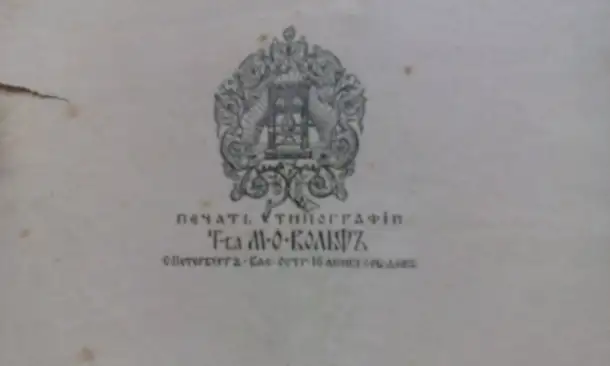 ПЕЧАТЬ ТИПОГРАФІИ
Т-ва М·О·ВОЛЬФЪ
С·ПЕТЕРБУРГЪ·ВАС·ОСТР·16 ЛИНІЯ